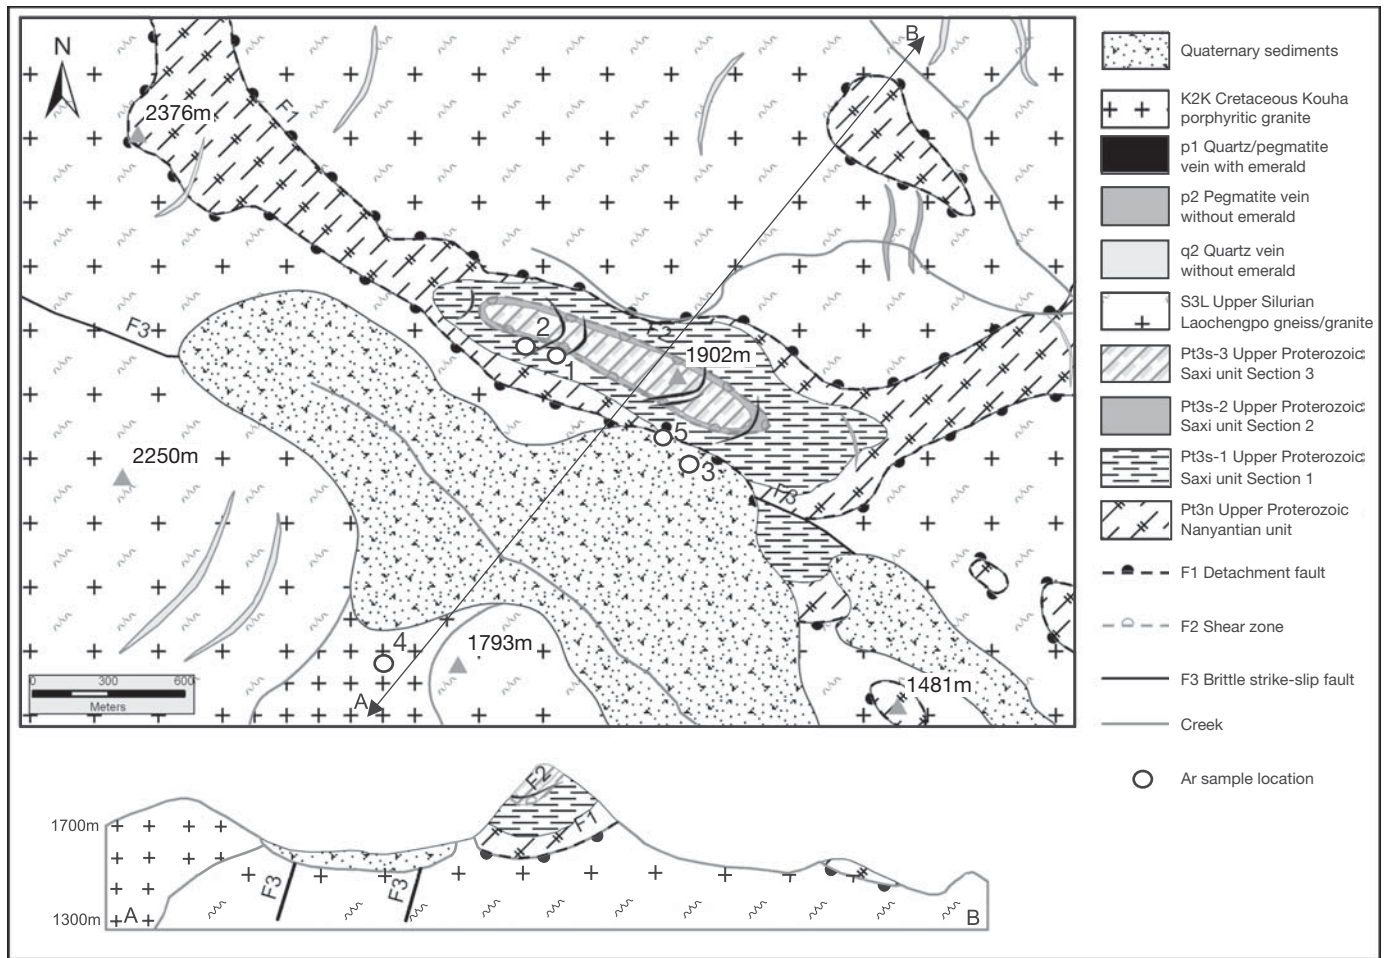 N
B
2376m
F1
F3
2
1
F2
1902m
5
3
F3
2250m
4
1793m
1481m
A
0 300 600
Meters
Quaternary sediments
K2K Cretaceous Kouha
porphyritic granite
p1 Quartz/pegmatite
vein with emerald
p2 Pegmatite vein
without emerald
q2 Quartz vein
without emerald
S3L Upper Silurian
Laochengpo gneiss/granite
Pt3s-3 Upper Proterozoic
Saxi unit Section 3
Pt3s-2 Upper Proterozoic
Saxi unit Section 2
Pt3s-1 Upper Proterozoic
Saxi unit Section 1
Pt3n Upper Proterozoic
Nanyantian unit
F1 Detachment fault
F2 Shear zone
F3 Brittle strike-slip fault
Creek
Ar sample location
1700m
1300m
A
F3
F3
F2
F1
B